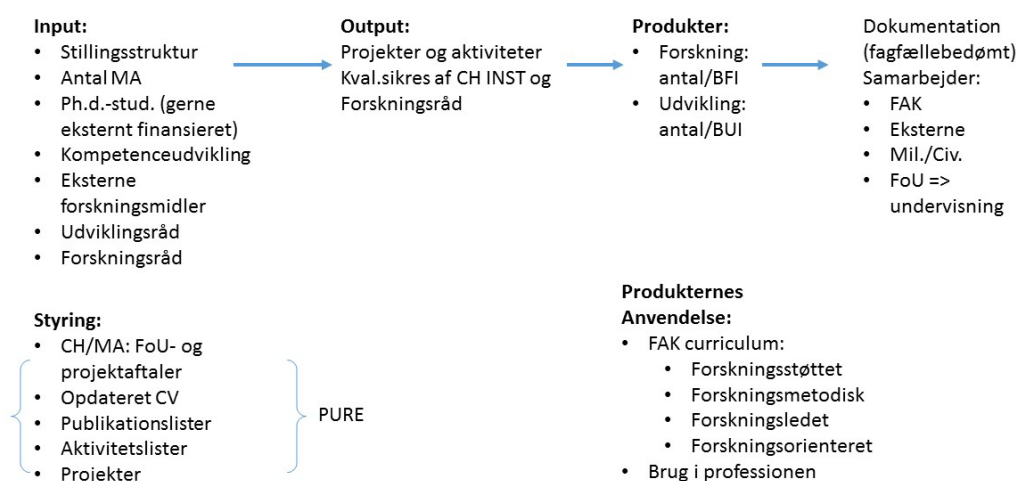 Input:
• Stillingsstruktur
• Antal MA
• Ph.d.-stud. (gerne
eksternt finansieret)
• Kompetenceudvikling
• Eksterne
forskningsmidler
• Udviklingsråd
• Forskningsråd
Output:
Projekter og aktiviteter
Kval.sikres af CH INST og
Forskningsråd
Produkter:
• Forskning:
antal/BFI
• Udvikling:
antal/BUI
Dokumentation
(fagfællebedømt)
Samarbejder:
• FAK
• Eksterne
• Mil./Civ.
• FoU =>
undervisning
Styring:
• CH/MA: FoU- og
projektaftaler
• Opdateret CV
• Publikationslister
• Aktivitetslister
• Projekter
PURE
Produkternes
Anvendelse:
• FAK curriculum:
• Forskningsstøttet
• Forskningsmetodisk
• Forskningsledet
• Forskningsorienteret
• Brug i professionen